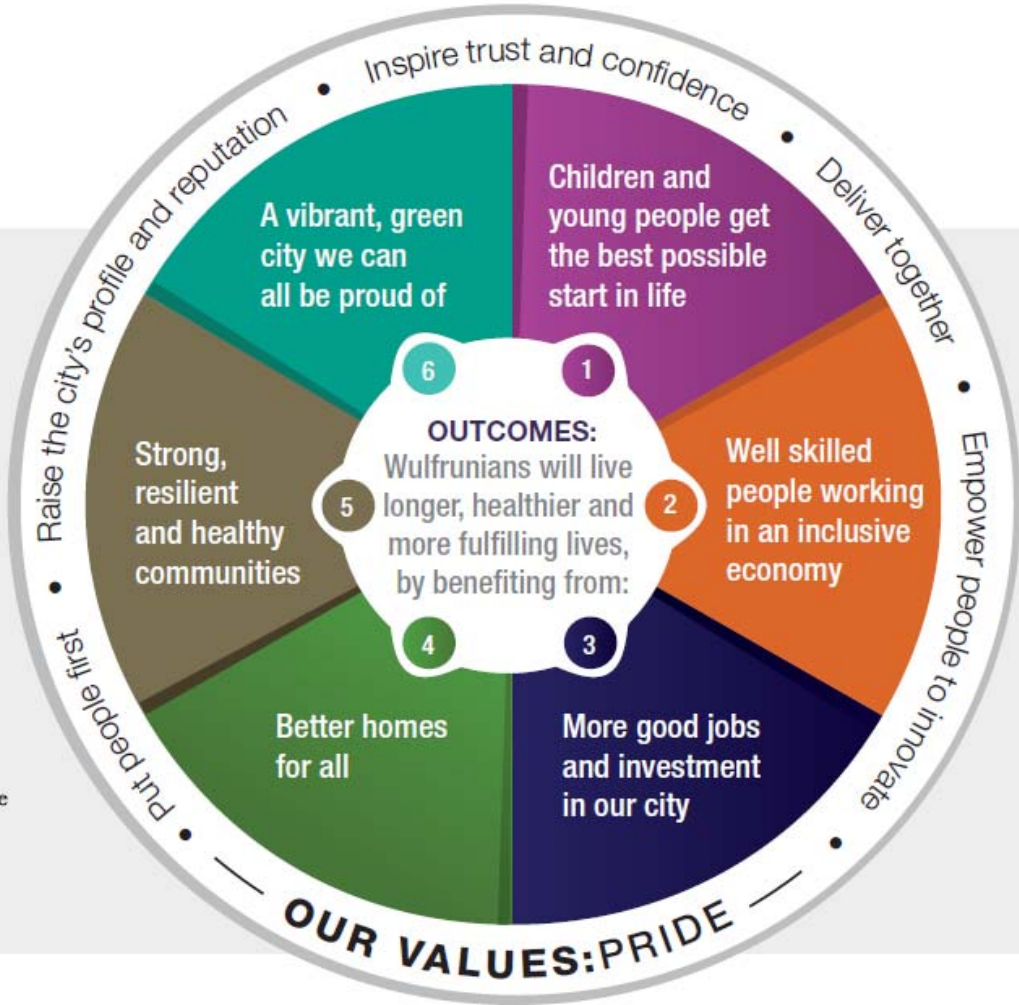 Put people first • Raise the city's profile and reputation • Inspire trust and confidence • Deliver together • Empower people to innovate •
OUTCOMES:
Wulfrunians will live
longer, healthier and
more fulfilling lives,
by benefiting from:
1
Children and
young people get
the best possible
start in life
2
Well skilled
people working
in an inclusive
economy
3
More good jobs
and investment
in our city
4
Better homes
for all
5
Strong,
resilient
and healthy
communities
6
A vibrant, green
city we can
all be proud of
OUR VALUES:PRIDE